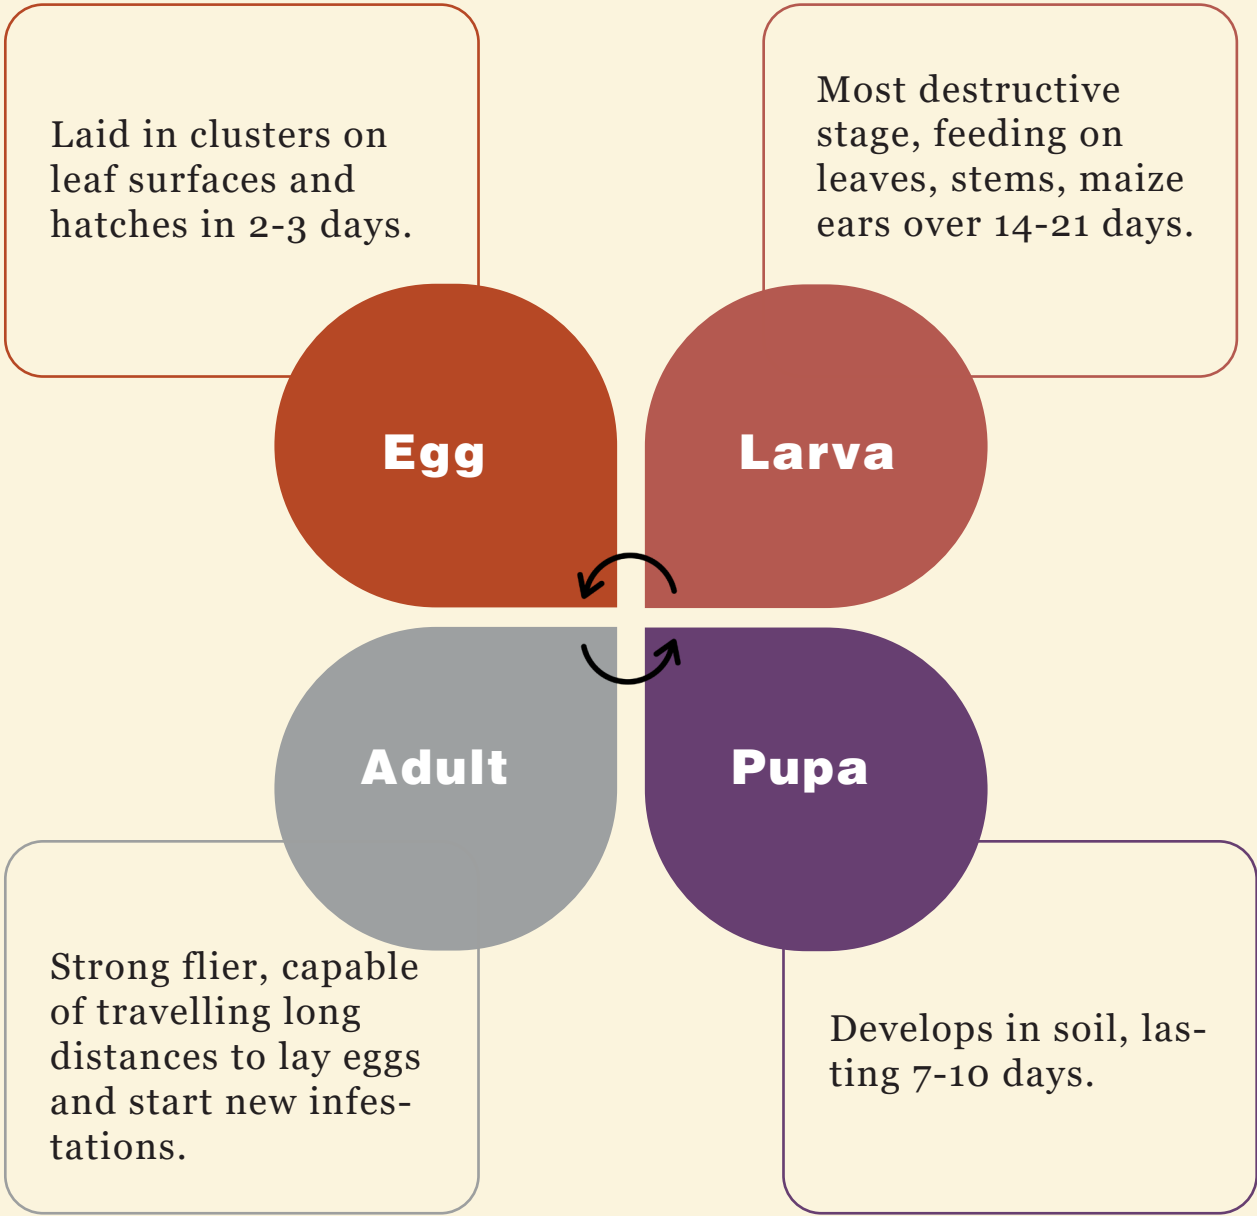 Laid in clusters on
leaf surfaces and
hatches in 2-3 days.
Most destructive
stage, feeding on
leaves, stems, maize
ears over 14-21 days.
Egg
Larva
Adult
Pupa
Strong flier, capable
of travelling long
distances to lay eggs
and start new infes-
tations.
Develops in soil, las-
ting 7-10 days.